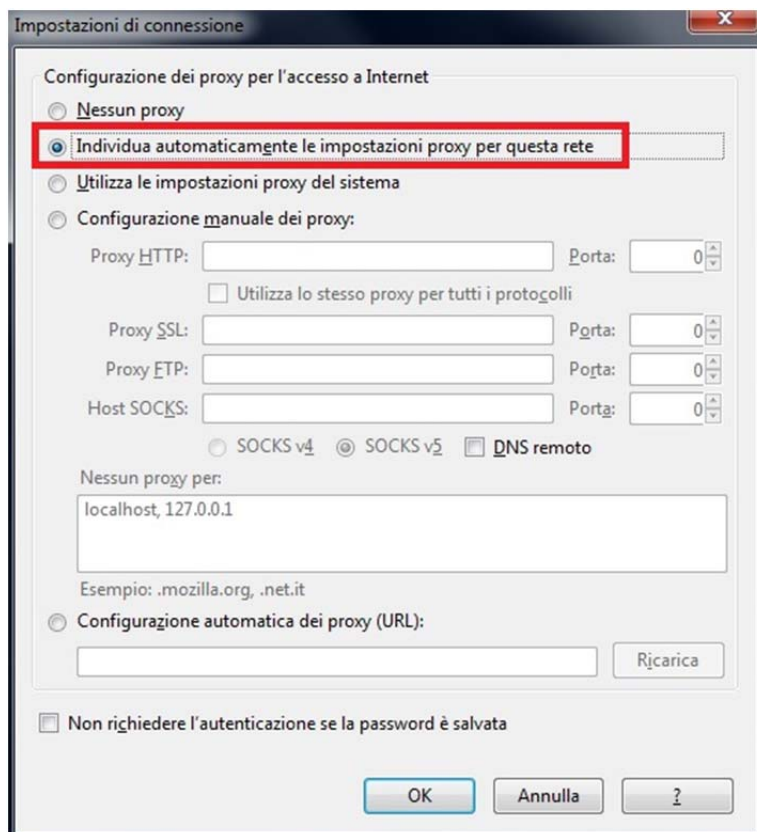 Impostazioni di connessione
x
Configurazione dei proxy per l'accesso a Internet
Nessun proxy
Individua automaticamente le impostazioni proxy per questa rete
Utilizza le impostazioni proxy del sistema
Configurazione manuale dei proxy:
Proxy HTTP: Porta: 0
Utilizza lo stesso proxy per tutti i protocolli
Proxy SSL: Porta: 0
Proxy FTP: Porta: 0
Host SOCKS: Porta: 0
SOCKS v4 SOCKS v5 DNS remoto
Nessun proxy per:
localhost, 127.0.0.1
Esempio: .mozilla.org, .net.it
Configurazione automatica dei proxy (URL):
Ricarica
Non richiedere l'autenticazione se la password è salvata
OK Annulla ?